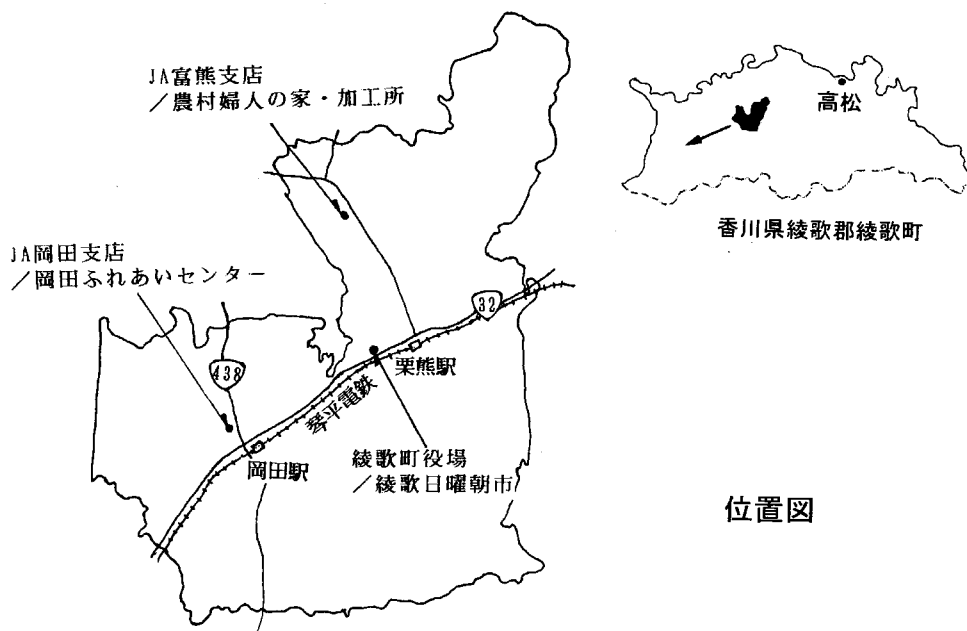 JA富熊支店
／農村婦人の家・加工所
高松
香川県綾歌郡綾歌町
JA岡田支店
／岡田ふれあいセンター
32
438
栗熊駅
琴平電鉄
岡田駅
綾歌町役場
／綾歌日曜朝市
位置図